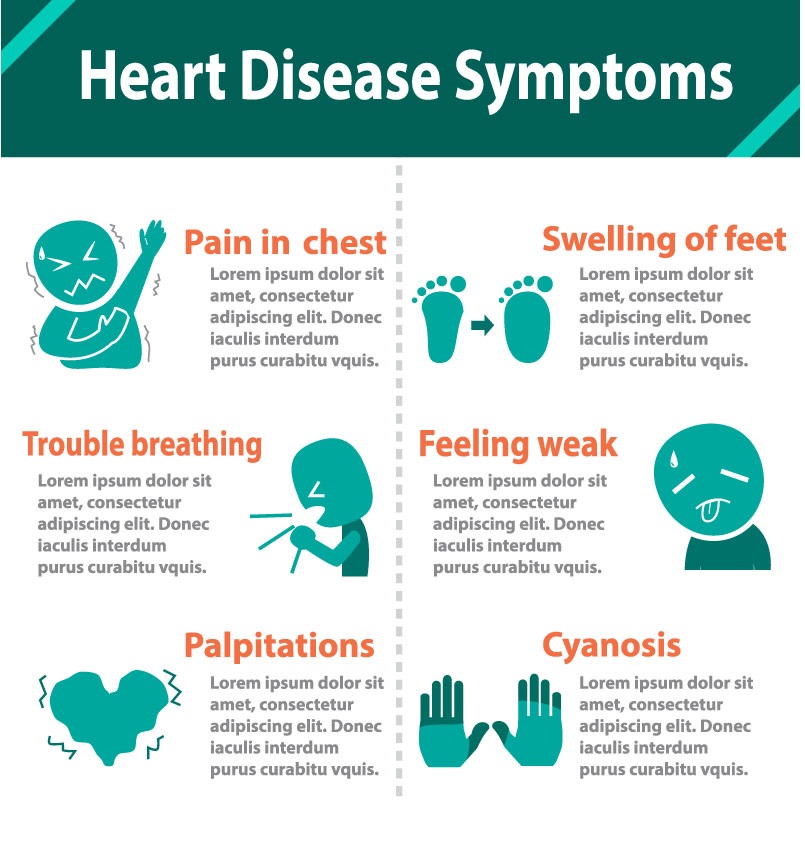 Heart Disease Symptoms
Pain in chest
Lorem ipsum dolor sit
amet, consectetur
adipiscing elit. Donec
iaculis interdum
purus curabitu vquis.
Swelling of feet
Lorem ipsum dolor sit
amet, consectetur
adipiscing elit. Donec
iaculis interdum
purus curabitu vquis.
Trouble breathing
Lorem ipsum dolor sit
amet, consectetur
adipiscing elit. Donec
iaculis interdum
purus curabitu vquis.
Feeling weak
Lorem ipsum dolor sit
amet, consectetur
adipiscing elit. Donec
iaculis interdum
purus curabitu vquis.
Palpitations
Lorem ipsum dolor sit
amet, consectetur
adipiscing elit. Donec
iaculis interdum
purus curabitu vquis.
Cyanosis
Lorem ipsum dolor sit
amet, consectetur
adipiscing elit. Donec
iaculis interdum
purus curabitu vquis.